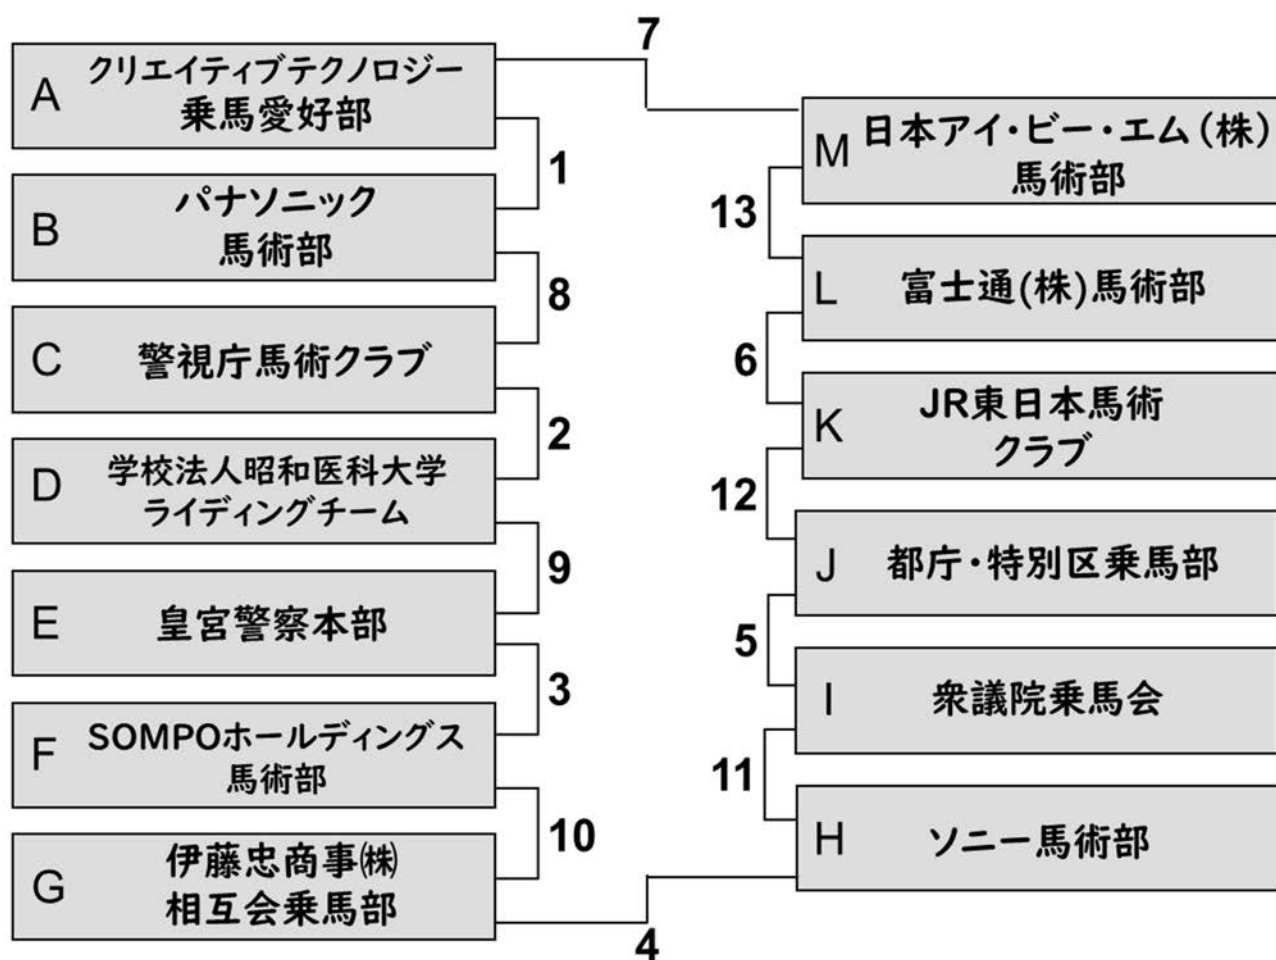 7
A
クリエイティブテクノロジー
乗馬愛好部
1
B
パナソニック
馬術部
8
C
警視庁馬術クラブ
2
D
学校法人昭和医科大学
ライディングチーム
9
E
皇宮警察本部
3
F
SOMPOホールディングス
馬術部
10
G
伊藤忠商事㈱
相互会乗馬部
4
M
日本アイ・ビー・エム(株)
馬術部
13
L
富士通(株)馬術部
6
K
JR東日本馬術
クラブ
12
J
都庁・特別区乗馬部
5
I
衆議院乗馬会
11
H
ソニー馬術部